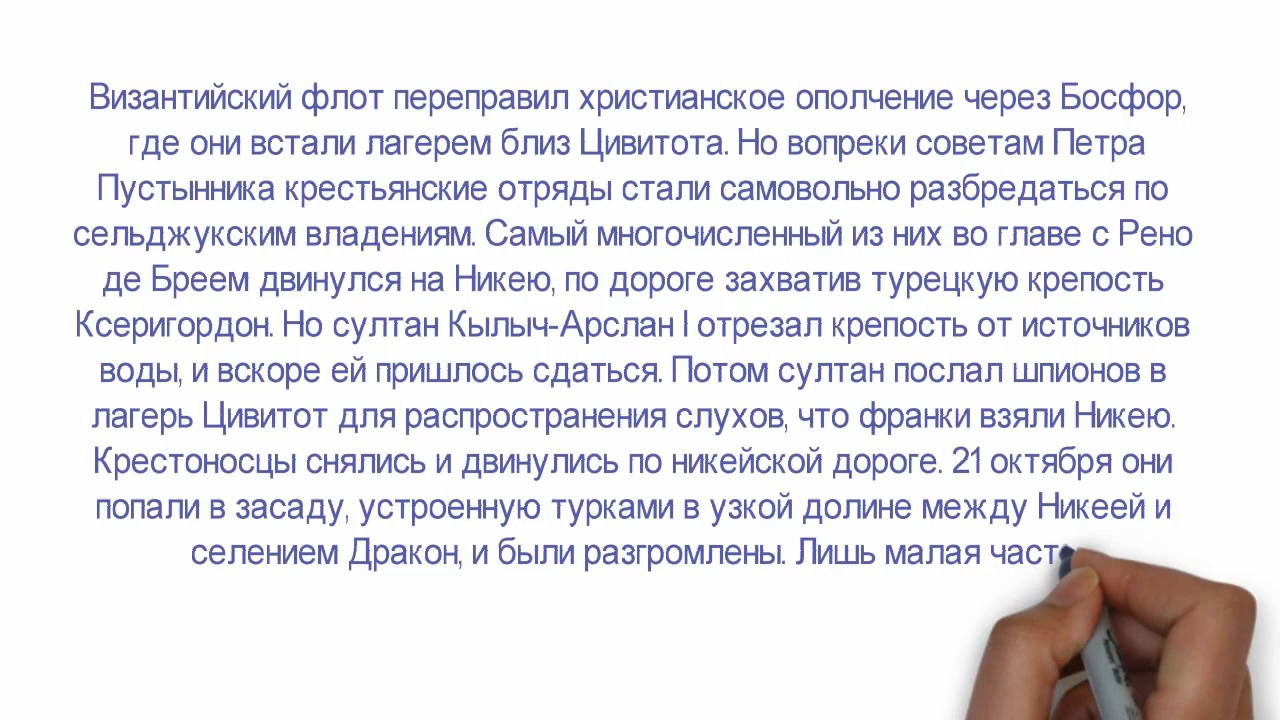 Византийский флот переправил христианское ополчение через Босфор,
где они встали лагерем близ Цивитота. Но вопреки советам Петра
Пустынника крестьянские отряды стали самовольно разбредаться по
сельджукским владениям. Самый многочисленный из них во главе с Рено
де Бреем двинулся на Никею, по дороге захватив турецкую крепость
Ксеригордон. Но султан Кылыч-Арслан I отрезал крепость от источников
воды, и вскоре ей пришлось сдаться. Потом султан послал шпионов в
лагерь Цивитот для распространения слухов, что франки взяли Никею.
Крестоносцы снялись и двинулись по никейской дороге. 21 октября они
попали в засаду, устроенную турками в узкой долине между Никеей и
селением Дракон, и были разгромлены. Лишь малая част